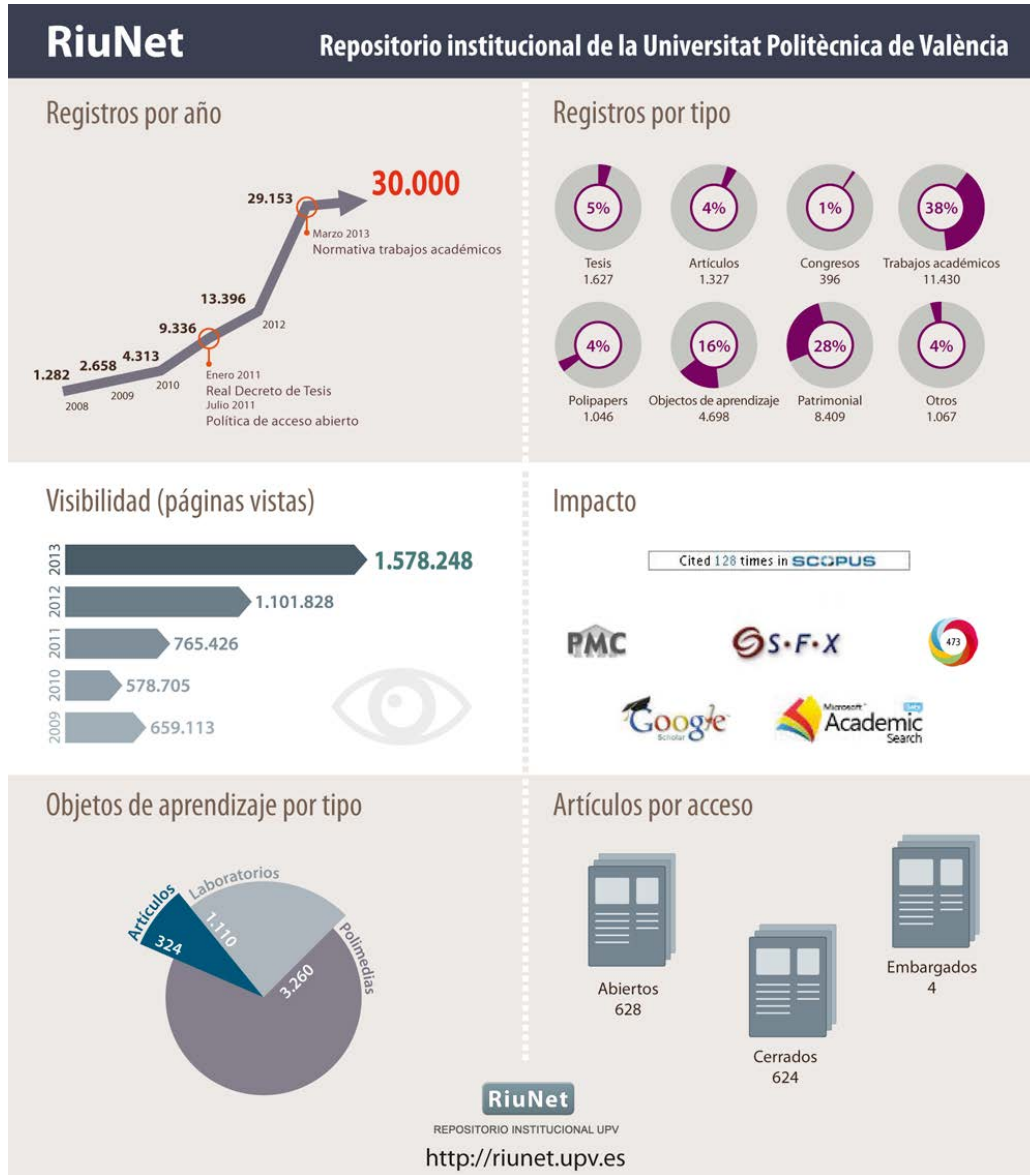 RiuNet
Repositorio institucional de la Universitat Politècnica de València
Registros por año
30.000
29.153
Marzo 2013
Normativa trabajos académicos
13.396
2012
9.336
4.313
2.658
1.282
2008
2009
2010
Enero 2011
Real Decreto de Tesis
Julio 2011
Política de acceso abierto
Registros por tipo
5%
Tesis
1.627
4%
Artículos
1.327
1%
Congresos
396
38%
Trabajos académicos
11.430
4%
Polipapers
1.046
16%
Objectos de aprendizaje
4.698
28%
Patrimonial
8.409
4%
Otros
1.067
Visibilidad (páginas vistas)
2013
1.578.248
2012
1.101.828
2011
765.426
2010
578.705
2009
659.113
Impacto
Cited 128 times in SCOPUS
PMC
S·F·X
473
Google
Scholar
Microsoft
Academic
Search
Objetos de aprendizaje por tipo
Artículos
324
Laboratorios
1.110
Polimedias
3.260
Artículos por acceso
Abiertos
628
Cerrados
624
Embargados
4
RiuNet
REPOSITORIO INSTITUCIONAL UPV
http://riunet.upv.es